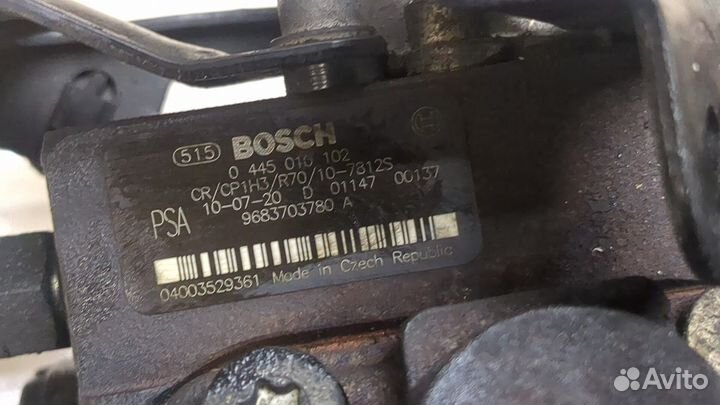 515 BOSCH
0 445 010 102
CR/CP1H3/R70/10-7812S
10-07-20 D 01147 00137
PSA 9683703780 A
04003529361 Made in Czech Republic
Avito